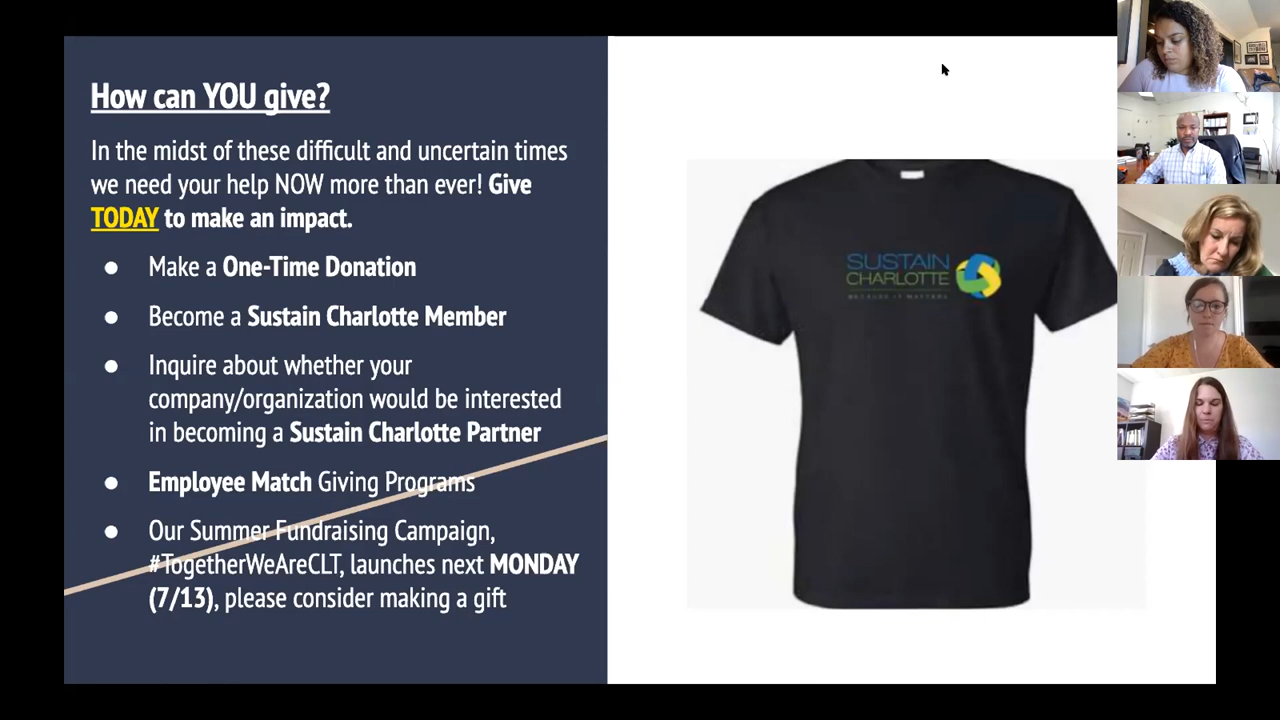 How can YOU give?
In the midst of these difficult and uncertain times
we need your help NOW more than ever! Give
TODAY to make an impact.
● Make a One-Time Donation
● Become a Sustain Charlotte Member
● Inquire about whether your
company/organization would be interested
in becoming a Sustain Charlotte Partner
● Employee Match Giving Programs
● Our Summer Fundraising Campaign,
#TogetherWeAreCLT, launches next MONDAY
(7/13), please consider making a gift
SUSTAIN
CHARLOTTE
BECAUSE IT MATTERS